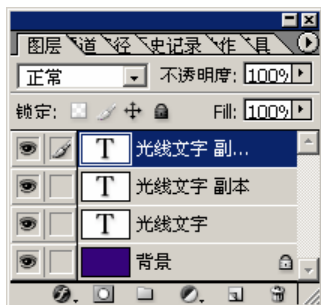 图层 道 径 史记录 作 具
正常 不透明度: 100%
锁定: Fill: 100%
T 光线文字 副...
T 光线文字 副本
T 光线文字
背景